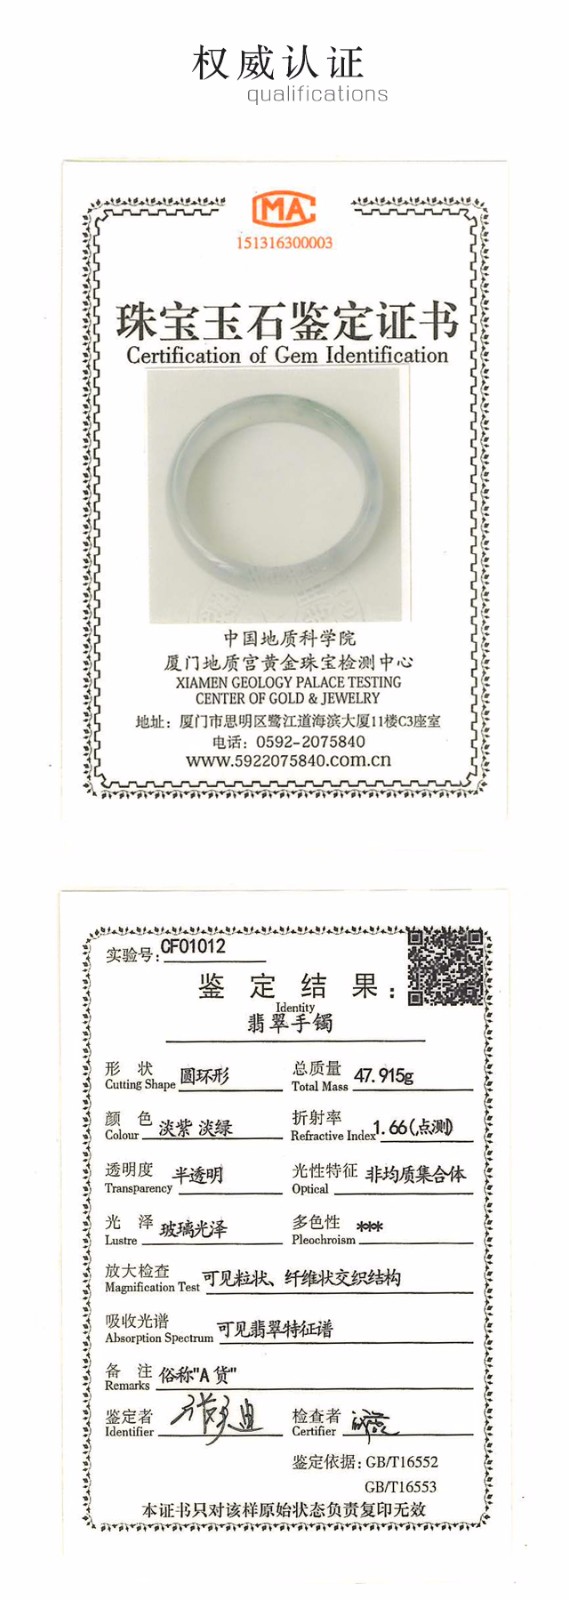 权威认证
qualifications
MA
151316300003
珠宝玉石鉴定证书
Certification of Gem Identification
中国地质科学院
厦门地质宫黄金珠宝检测中心
XIAMEN GEOLOGY PALACE TESTING
CENTER OF GOLD & JEWELRY
地址：厦门市思明区鹭江道海滨大厦11楼C3座室
电话：0592-2075840
www.5922075840.com.cn
实验号:CF01012
鉴定结果:
Identity
翡翠手镯
形状 圆环形 总质量 47.915g
Cutting Shape Total Mass
颜色 淡紫 淡绿 折射率 1.66(点测)
Colour Refractive Index
透明度 半透明 光性特征 非均质集合体
Transparency Optical
光泽 玻璃光泽 多色性 ***
Lustre Pleochroism
放大检查 可见粒状、纤维状交织结构
Magnification Test
吸收光谱 可见翡翠特征谱
Absorption Spectrum
备注 俗称"A货"
Remarks
鉴定者 检查者
Identifier Certifier
鉴定依据: GB/T16552
GB/T16553
本证书只对该样原始状态负责复印无效